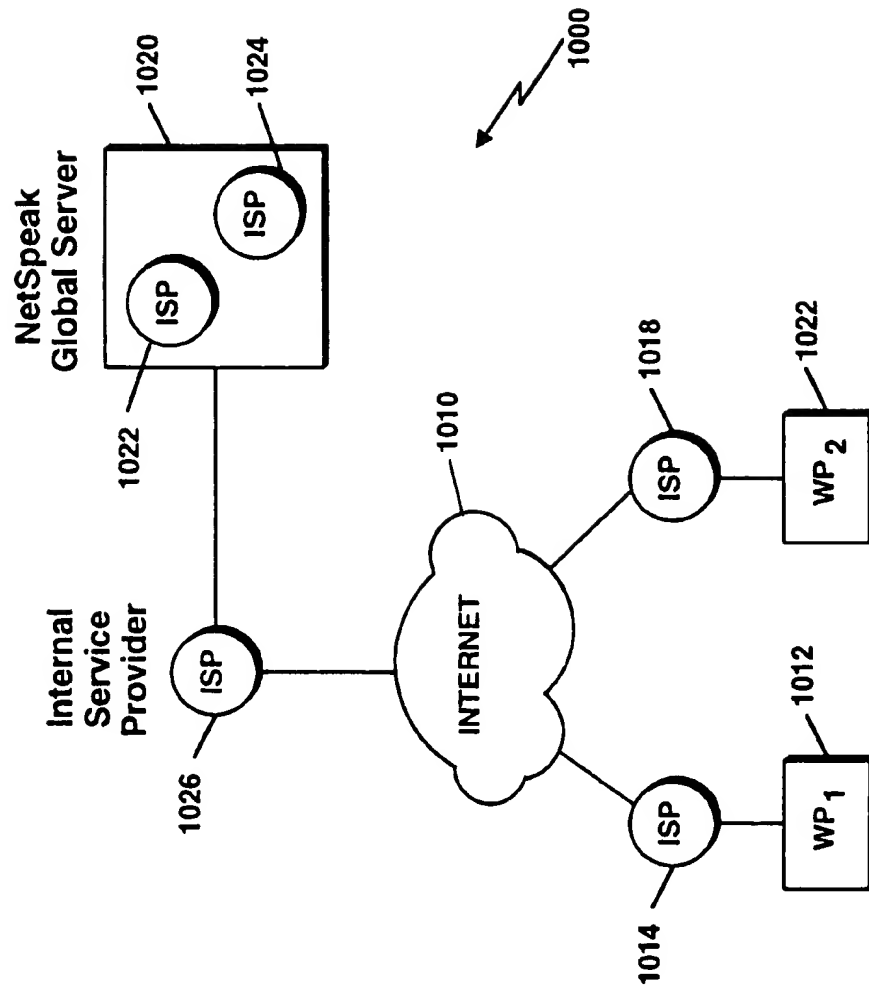 NetSpeak
Global Server
1020
ISP
ISP
1024
1022
1000
Internal
Service
Provider
ISP
1026
INTERNET
1010
ISP
1014
ISP
1018
WP1
1012
WP2
1022